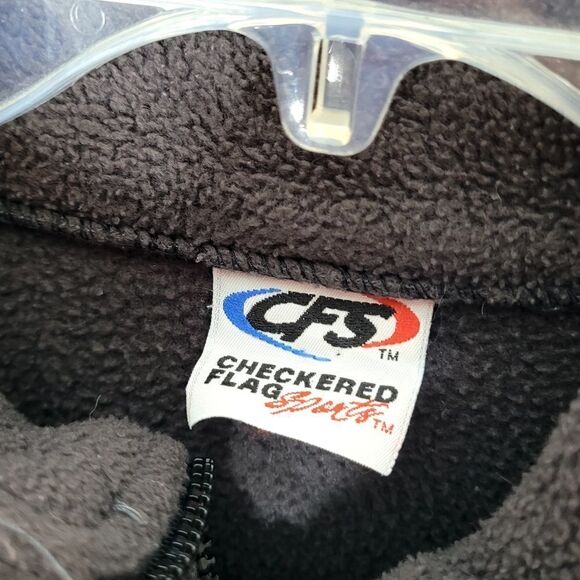 CFS
TM
CHECKERED
FLAG Sports TM